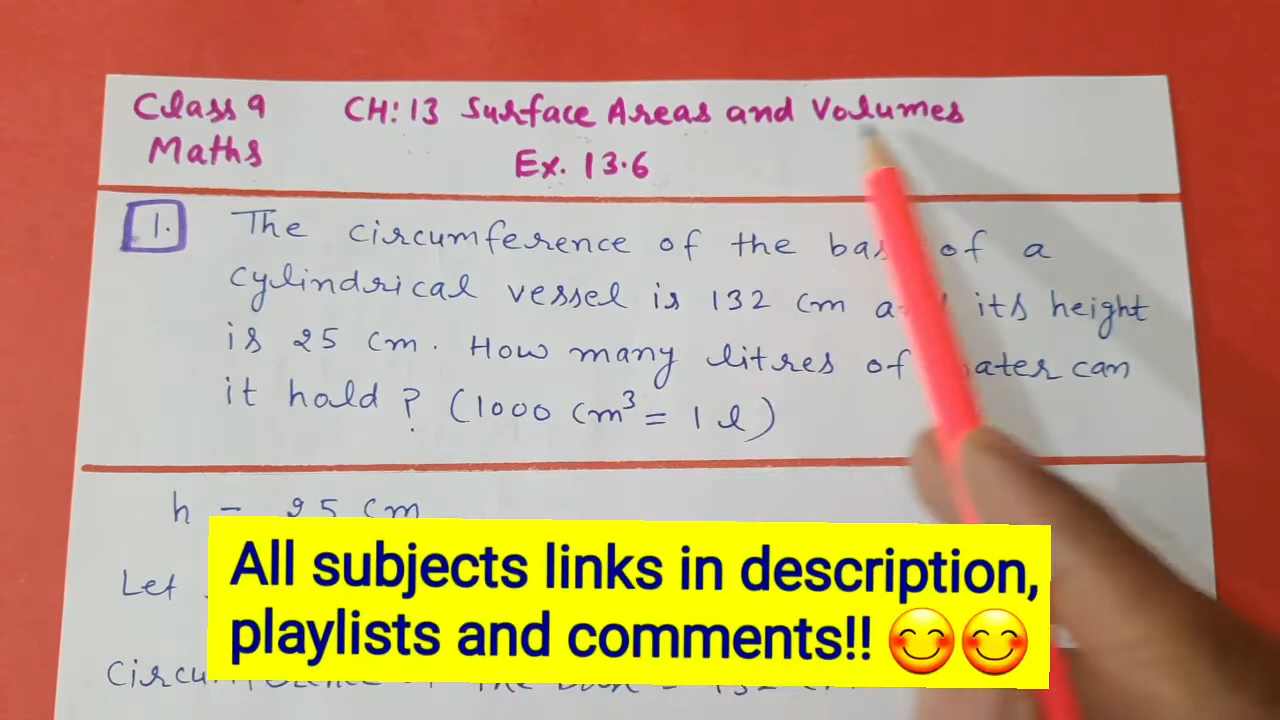 Class 9 CH: 13 Surface Areas and Volumes
Maths Ex. 13.6
1. The circumference of the bas of a
cylindrical vessel is 132 cm its height
is 25 cm. How many litres of ater can
it hold? (1000 cm³ = 1 l)
h = 25 cm
Let
All subjects links in description,
playlists and comments!! 😊😊